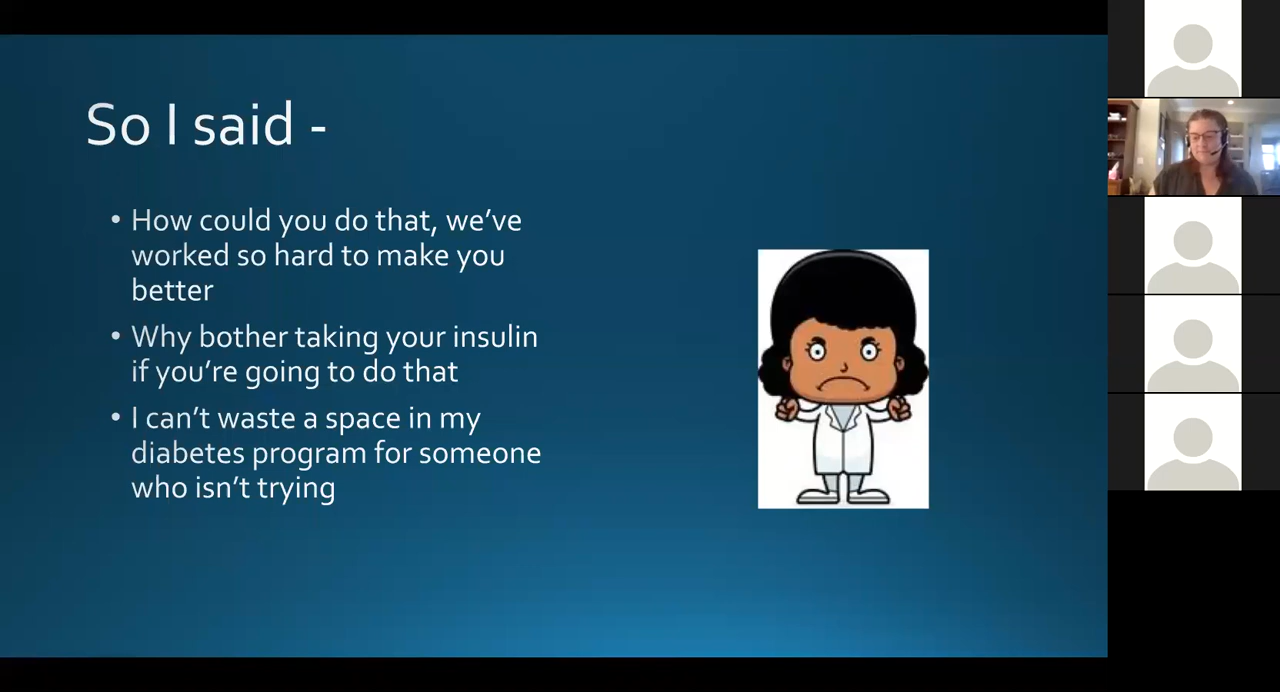 So I said -
• How could you do that, we’ve
worked so hard to make you
better
• Why bother taking your insulin
if you’re going to do that
• I can’t waste a space in my
diabetes program for someone
who isn’t trying